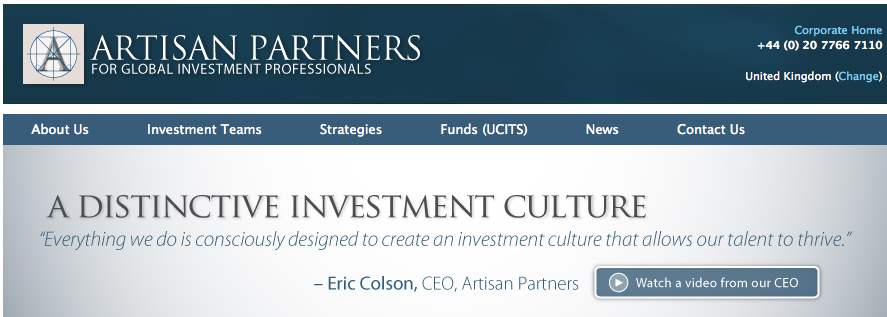 A
ARTISAN PARTNERS
FOR GLOBAL INVESTMENT PROFESSIONALS
Corporate Home
+44 (0) 20 7766 7110
United Kingdom (Change)
About Us Investment Teams Strategies Funds (UCITS) News Contact Us
A DISTINCTIVE INVESTMENT CULTURE
“Everything we do is consciously designed to create an investment culture that allows our talent to thrive.”
– Eric Colson, CEO, Artisan Partners
Watch a video from our CEO